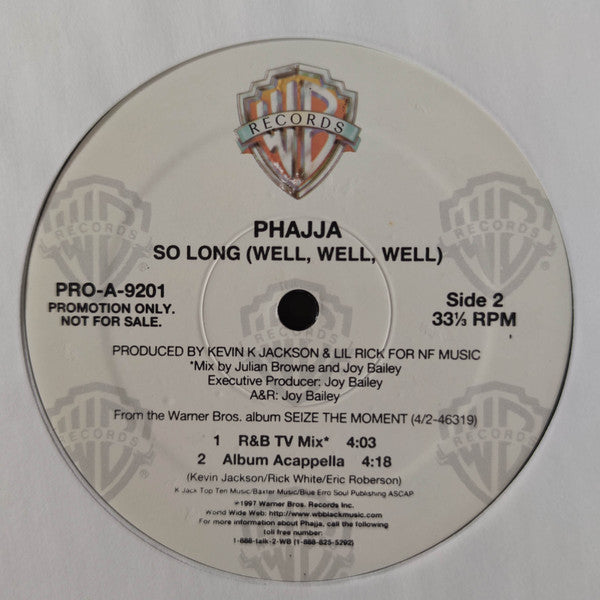 WB
RECORDS
PHAJJA
SO LONG (WELL, WELL, WELL)
PRO-A-9201
PROMOTION ONLY.
NOT FOR SALE.
Side 2
33⅓ RPM
PRODUCED BY KEVIN K JACKSON & LIL RICK FOR NF MUSIC
*Mix by Julian Browne and Joy Bailey
Executive Producer: Joy Bailey
A&R: Joy Bailey
From the Warner Bros. album SEIZE THE MOMENT (4/2-46319)
1 R&B TV Mix* 4:03
2 Album Acappella 4:18
(Kevin Jackson/Rick White/Eric Roberson)
K Jack Top Ten Music/Baxter Music/Blue Erro Soul Publishing ASCAP
©1997 Warner Bros. Records Inc.
World Wide Web: http://www.wbblackmusic.com
For more information about Phajja, call the following
toll free number:
1-888-talk-2-WB (1-888-825-5292)